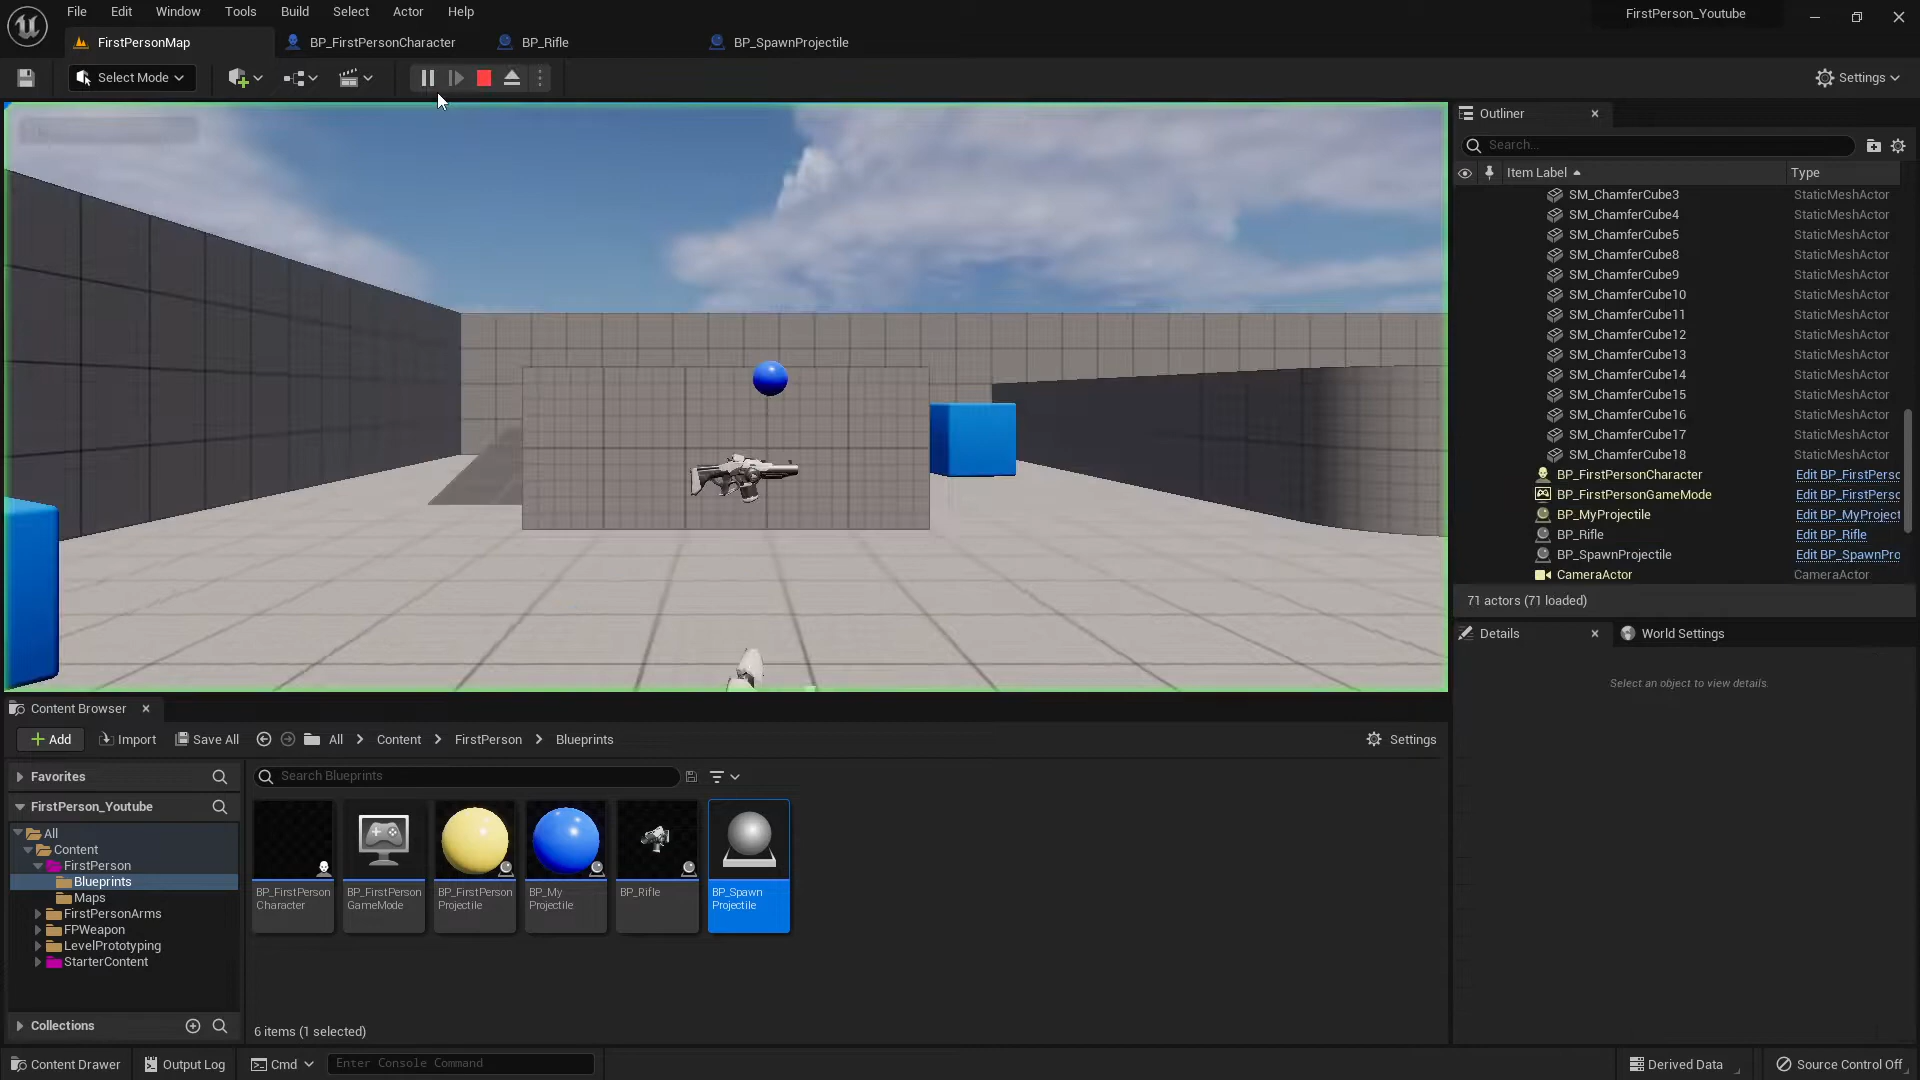 File Edit Window Tools Build Select Actor Help
FirstPerson_Youtube
FirstPersonMap BP_FirstPersonCharacter BP_Rifle BP_SpawnProjectile
Select Mode
Settings
Outliner
Search...
Item Label Type
SM_ChamferCube3 StaticMeshActor
SM_ChamferCube4 StaticMeshActor
SM_ChamferCube5 StaticMeshActor
SM_ChamferCube8 StaticMeshActor
SM_ChamferCube9 StaticMeshActor
SM_ChamferCube10 StaticMeshActor
SM_ChamferCube11 StaticMeshActor
SM_ChamferCube12 StaticMeshActor
SM_ChamferCube13 StaticMeshActor
SM_ChamferCube14 StaticMeshActor
SM_ChamferCube15 StaticMeshActor
SM_ChamferCube16 StaticMeshActor
SM_ChamferCube17 StaticMeshActor
SM_ChamferCube18 StaticMeshActor
BP_FirstPersonCharacter Edit BP_FirstPersc
BP_FirstPersonGameMode Edit BP_FirstPersc
BP_MyProjectile Edit BP_MyProject
BP_Rifle Edit BP_Rifle
BP_SpawnProjectile Edit BP_SpawnPro
CameraActor CameraActor
71 actors (71 loaded)
Details World Settings
Select an object to view details.
Content Browser
Add Import Save All All Content FirstPerson Blueprints Settings
Favorites
Search Blueprints
FirstPerson_Youtube
All
Content
FirstPerson
Blueprints
Maps
FirstPersonArms
FPWeapon
LevelPrototyping
StarterContent
Collections
BP_FirstPerson
Character
BP_FirstPerson
GameMode
BP_FirstPerson
Projectile
BP_My
Projectile
BP_Rifle
BP_Spawn
Projectile
6 items (1 selected)
Content Drawer Output Log Cmd Enter Console Command Derived Data Source Control Off